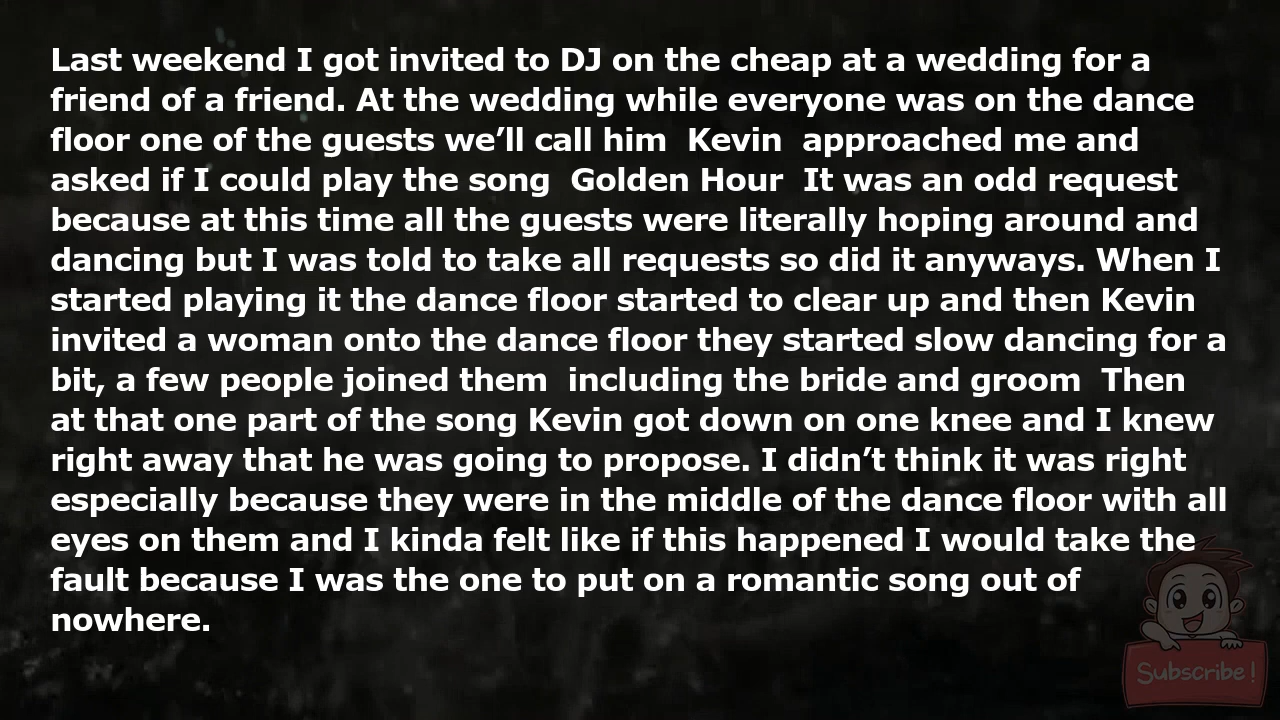 Last weekend I got invited to DJ on the cheap at a wedding for a
friend of a friend. At the wedding while everyone was on the dance
floor one of the guests we’ll call him  Kevin  approached me and
asked if I could play the song  Golden Hour  It was an odd request
because at this time all the guests were literally hoping around and
dancing but I was told to take all requests so did it anyways. When I
started playing it the dance floor started to clear up and then Kevin
invited a woman onto the dance floor they started slow dancing for a
bit, a few people joined them  including the bride and groom  Then
at that one part of the song Kevin got down on one knee and I knew
right away that he was going to propose. I didn’t think it was right
especially because they were in the middle of the dance floor with all
eyes on them and I kinda felt like if this happened I would take the
fault because I was the one to put on a romantic song out of
nowhere.
Subscribe!